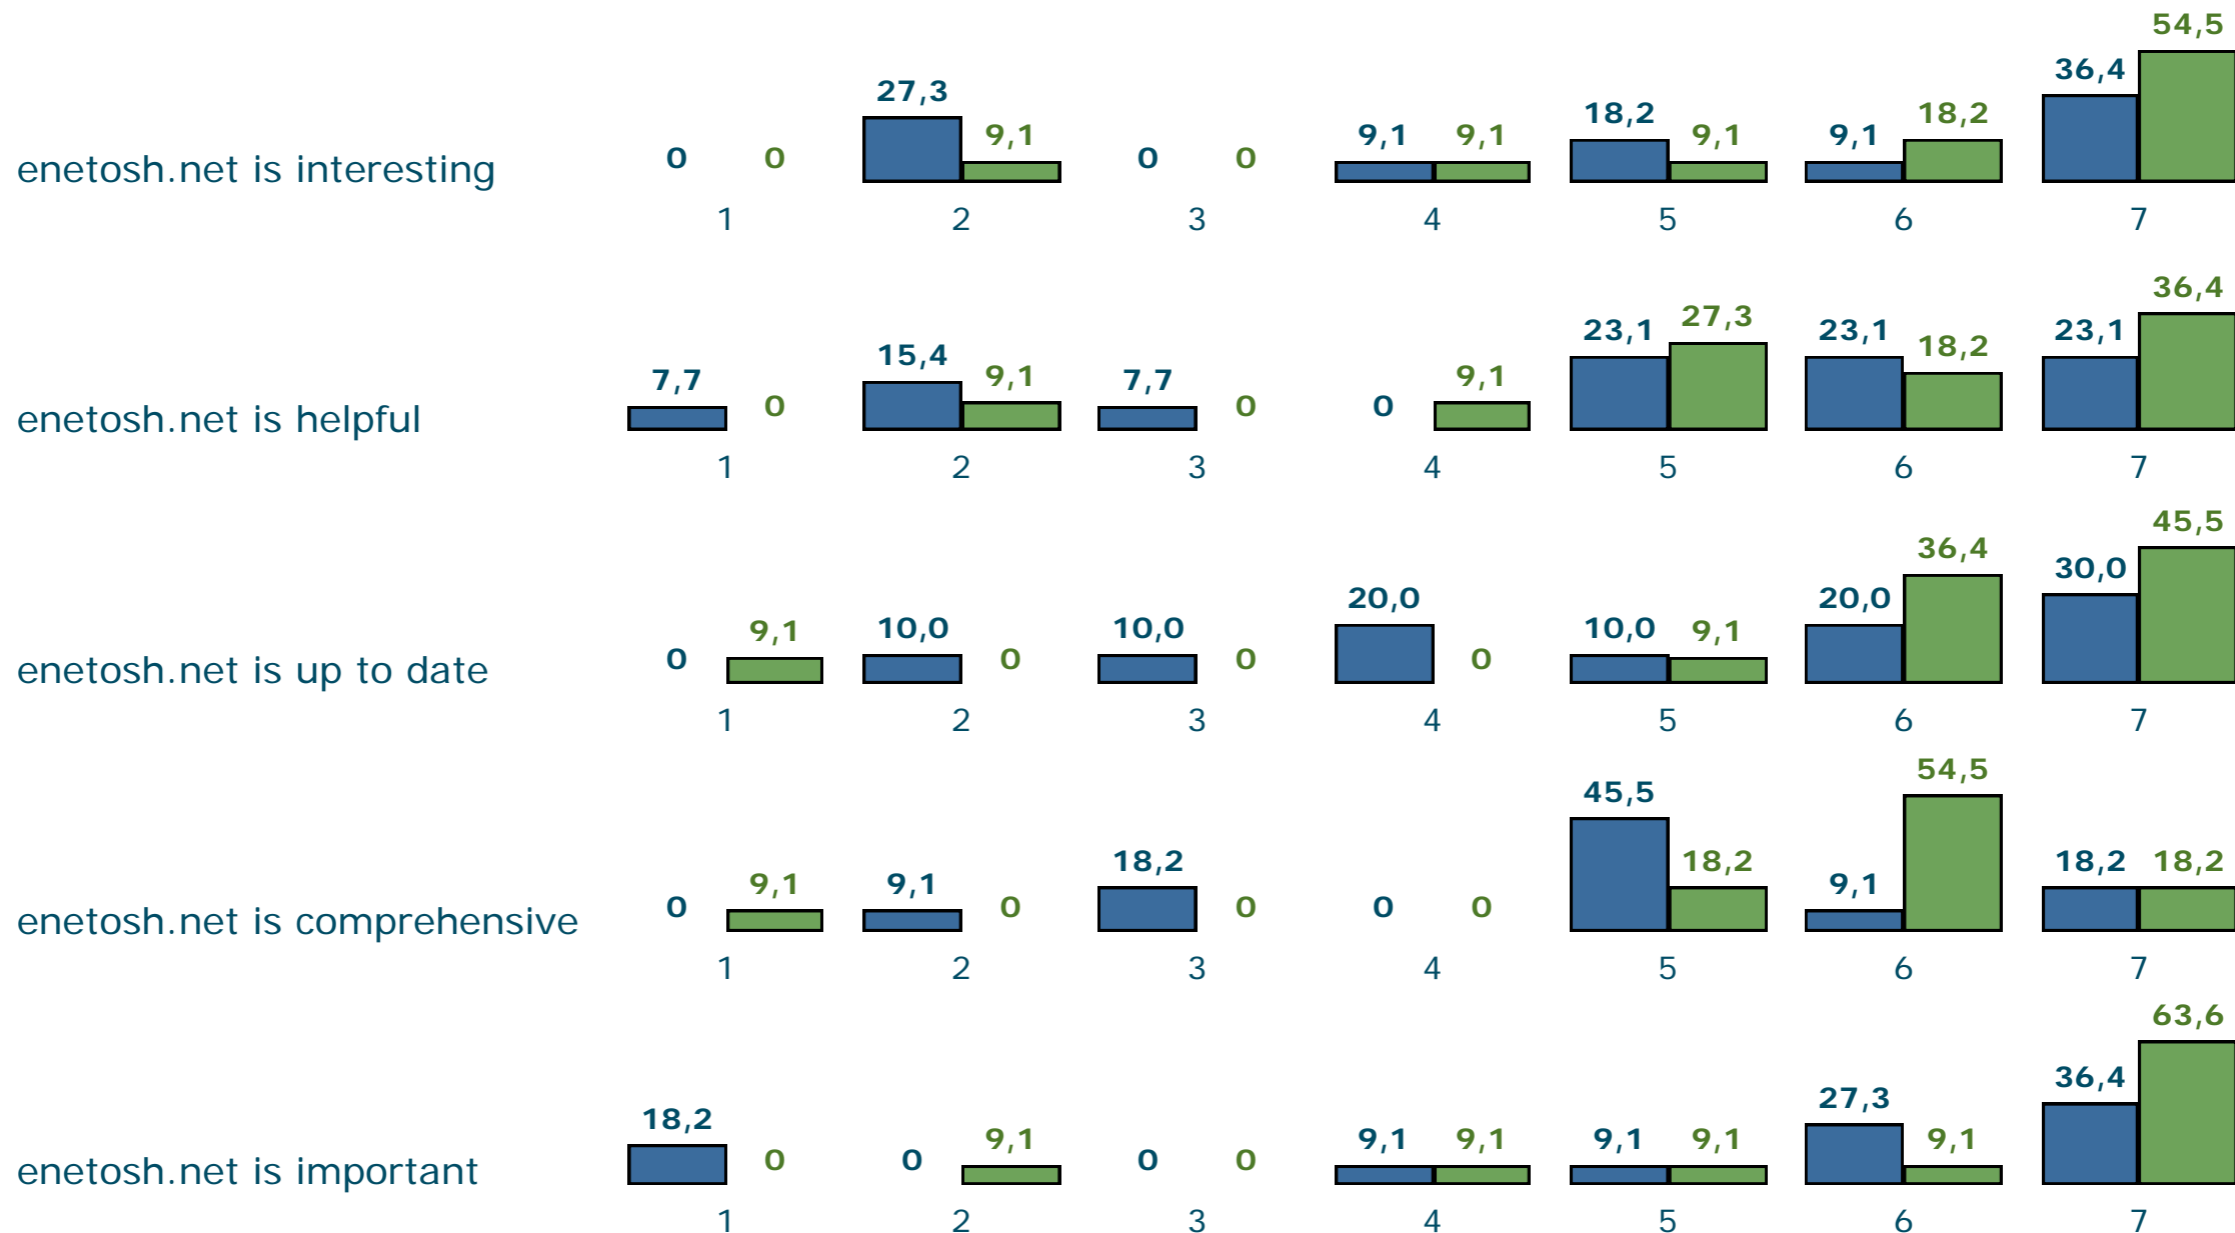 54,5
36,4
27,3
18,2 18,2
9,1 9,1 9,1 9,1 9,1
enetosh.net is interesting 0 0 0 0
1 2 3 4 5 6 7
36,4
27,3
23,1 23,1 18,2 23,1
15,4
7,7 9,1 7,7 9,1
enetosh.net is helpful 0 0 0
1 2 3 4 5 6 7
45,5
36,4
30,0
20,0 20,0
9,1 10,0 10,0 10,0 9,1
enetosh.net is up to date 0 0 0 0
1 2 3 4 5 6 7
54,5
45,5
18,2 18,2 18,2 18,2
9,1 9,1 9,1
enetosh.net is comprehensive 0 0 0 0 0
1 2 3 4 5 6 7
63,6
36,4
27,3
18,2
9,1 9,1 9,1 9,1 9,1 9,1
enetosh.net is important 0 0 0 0
1 2 3 4 5 6 7